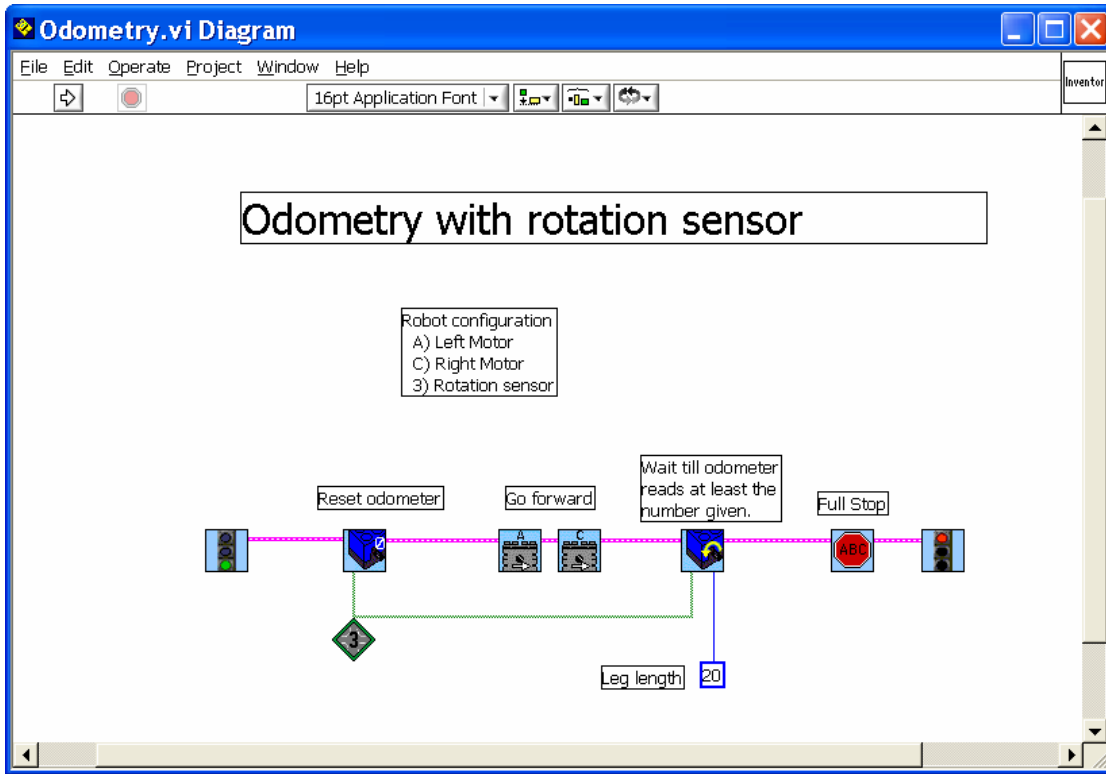 Odometry.vi Diagram
File Edit Operate Project Window Help
16pt Application Font
Inventor
Odometry with rotation sensor
Robot configuration
A) Left Motor
C) Right Motor
3) Rotation sensor
Reset odometer
Go forward
Wait till odometer
reads at least the
number given.
Full Stop
0
A
C
ABC
3
Leg length
20